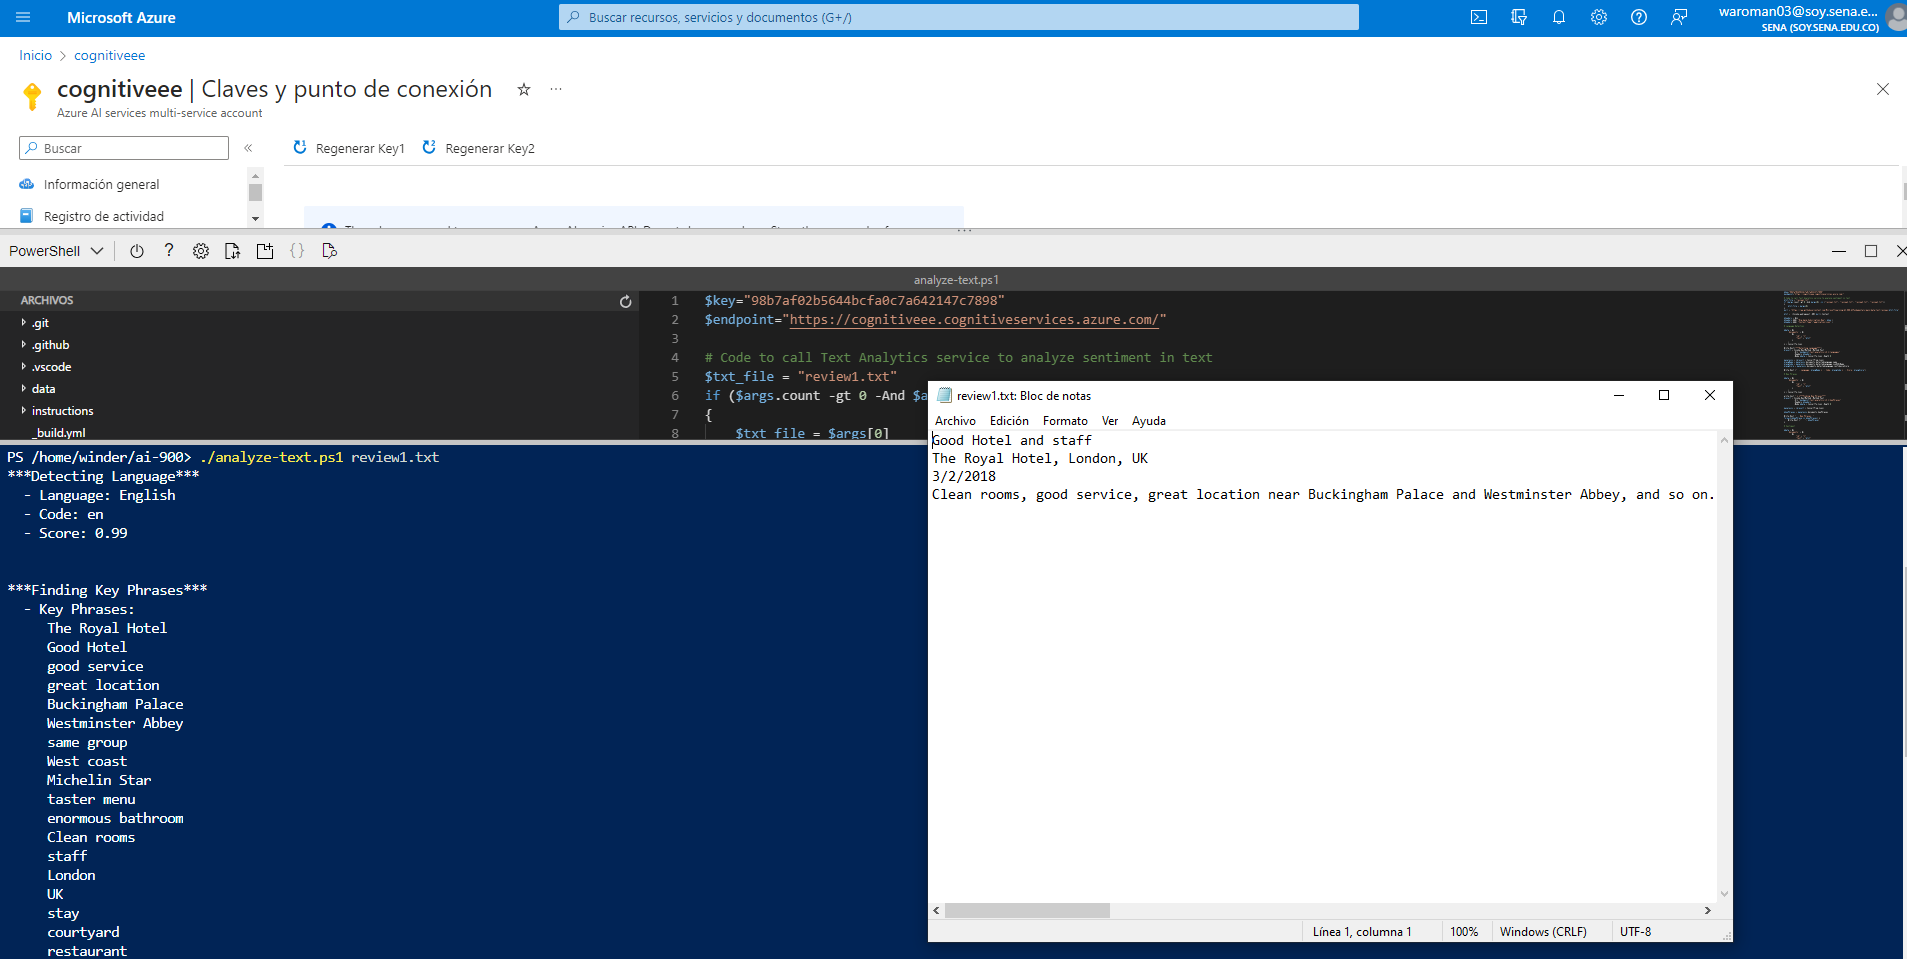 Microsoft Azure
Buscar recursos, servicios y documentos (G+/)
waroman03@soy.sena.e...
SENA (SOY.SENA.EDU.CO)
Inicio > cognitiveee
cognitiveee | Claves y punto de conexión
Azure AI services multi-service account
Buscar
Regenerar Key1
Regenerar Key2
Información general
Registro de actividad
PowerShell
analyze-text.ps1
ARCHIVOS
.git
.github
.vscode
data
instructions
_build.yml
1 $key="98b7af02b5644bcfa0c7a642147c7898"
2 $endpoint="https://cognitiveee.cognitiveservices.azure.com/"
3
4 # Code to call Text Analytics service to analyze sentiment in text
5 $txt_file = "review1.txt"
6 if ($args.count -gt 0 -And $a
7 {
8 $txt_file = $args[0]
PS /home/winder/ai-900> ./analyze-text.ps1 review1.txt
***Detecting Language***
- Language: English
- Code: en
- Score: 0.99
***Finding Key Phrases***
- Key Phrases:
The Royal Hotel
Good Hotel
good service
great location
Buckingham Palace
Westminster Abbey
same group
West coast
Michelin Star
taster menu
enormous bathroom
Clean rooms
staff
London
UK
stay
courtyard
restaurant
review1.txt: Bloc de notas
Archivo Edición Formato Ver Ayuda
Good Hotel and staff
The Royal Hotel, London, UK
3/2/2018
Clean rooms, good service, great location near Buckingham Palace and Westminster Abbey, and so on.
Línea 1, columna 1
100%
Windows (CRLF)
UTF-8